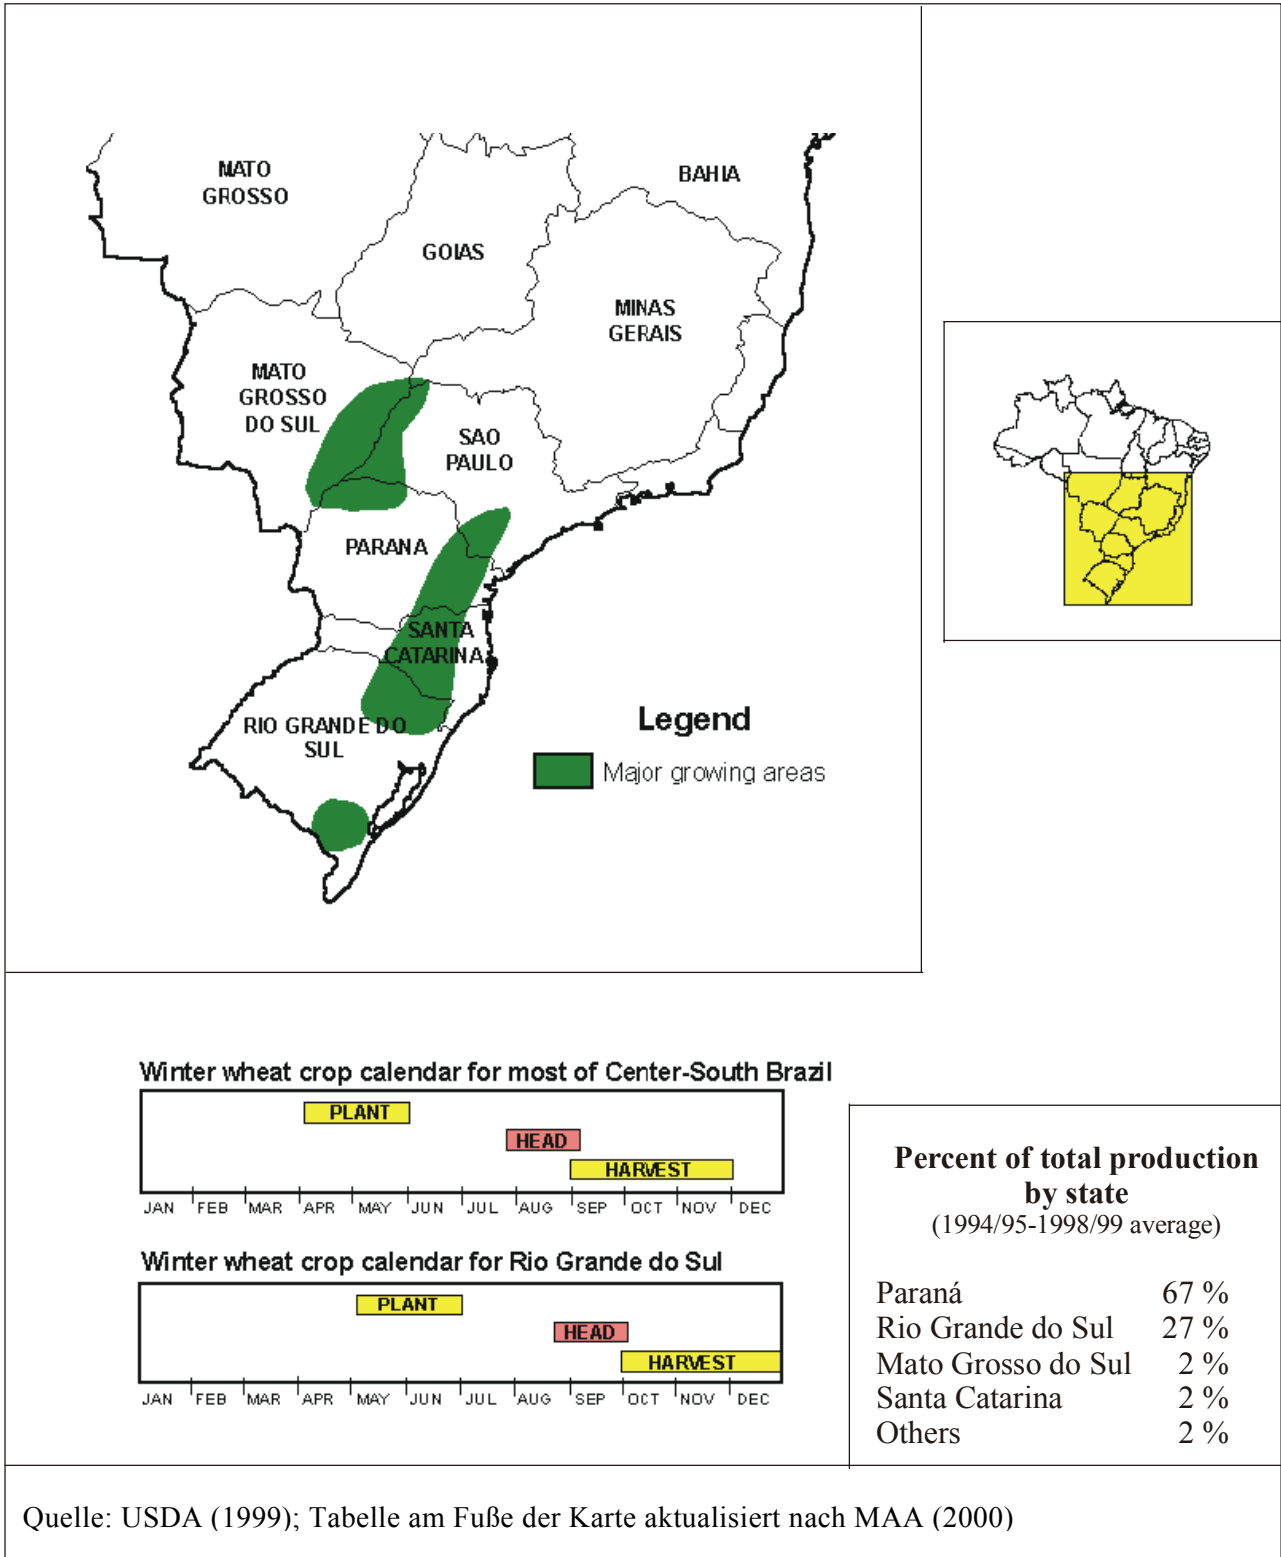 MATO
GROSSO
BAHIA
GOIAS
MINAS
GERAIS
MATO
GROSSO
DO SUL
SAO
PAULO
PARANA
SANTA
CATARINA
RIO GRANDE DO
SUL
Legend
Major growing areas
Winter wheat crop calendar for most of Center-South Brazil
PLANT
HEAD
HARVEST
JAN FEB MAR APR MAY JUN JUL AUG SEP OCT NOV DEC
Winter wheat crop calendar for Rio Grande do Sul
PLANT
HEAD
HARVEST
JAN FEB MAR APR MAY JUN JUL AUG SEP OCT NOV DEC
Percent of total production
by state
(1994/95-1998/99 average)
Paraná 67 %
Rio Grande do Sul 27 %
Mato Grosso do Sul 2 %
Santa Catarina 2 %
Others 2 %
Quelle: USDA (1999); Tabelle am Fuße der Karte aktualisiert nach MAA (2000)